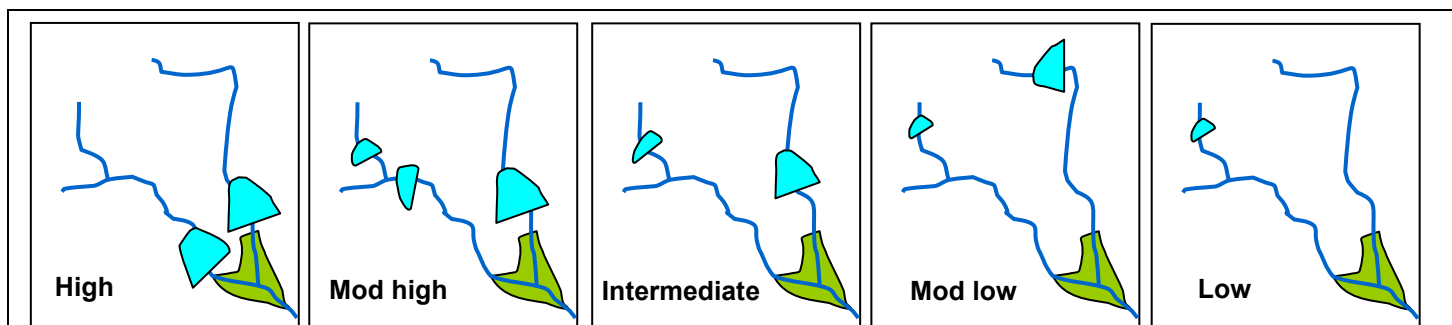 High
Mod high
Intermediate
Mod low
Low